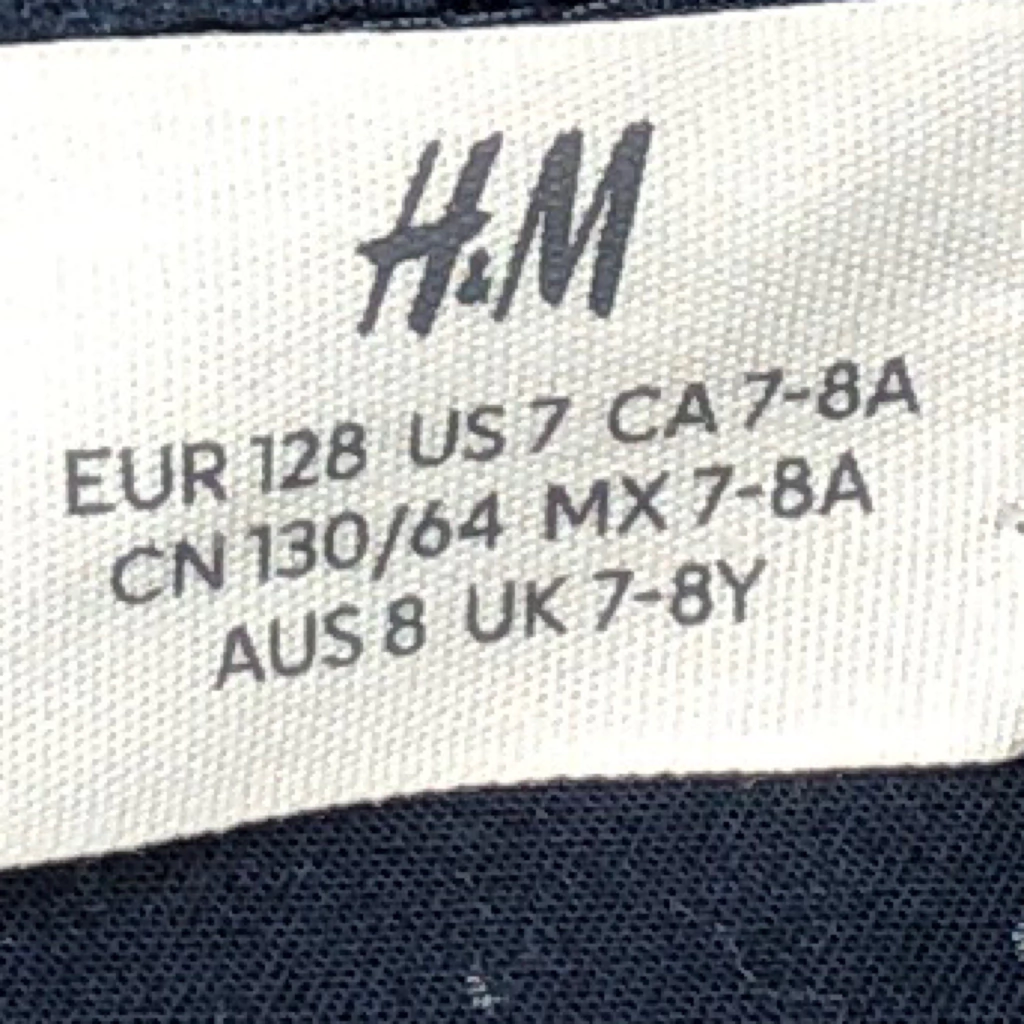 H&M
EUR 128 US 7 CA 7-8A
CN 130/64 MX 7-8A
AUS 8 UK 7-8Y